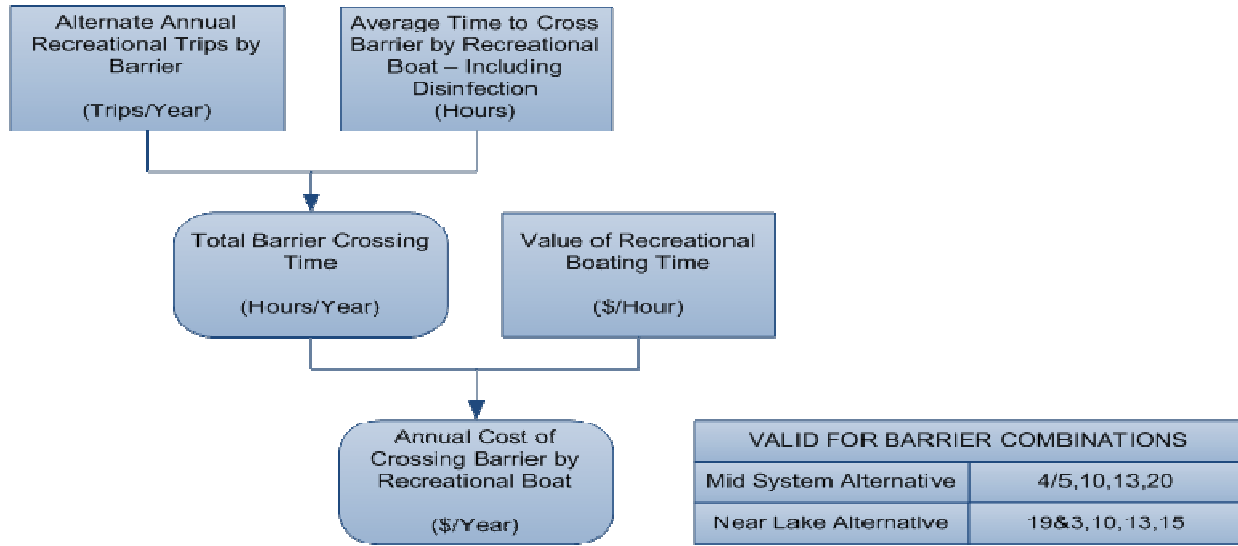 Alternate Annual
Recreational Trips by
Barrier
(Trips/Year)
Average Time to Cross
Barrier by Recreational
Boat – Including
Disinfection
(Hours)
Total Barrier Crossing
Time
(Hours/Year)
Value of Recreational
Boating Time
($/Hour)
Annual Cost of
Crossing Barrier by
Recreational Boat
($/Year)
VALID FOR BARRIER COMBINATIONS
Mid System Alternative 4/5,10,13,20
Near Lake Alternative 19&3,10,13,15